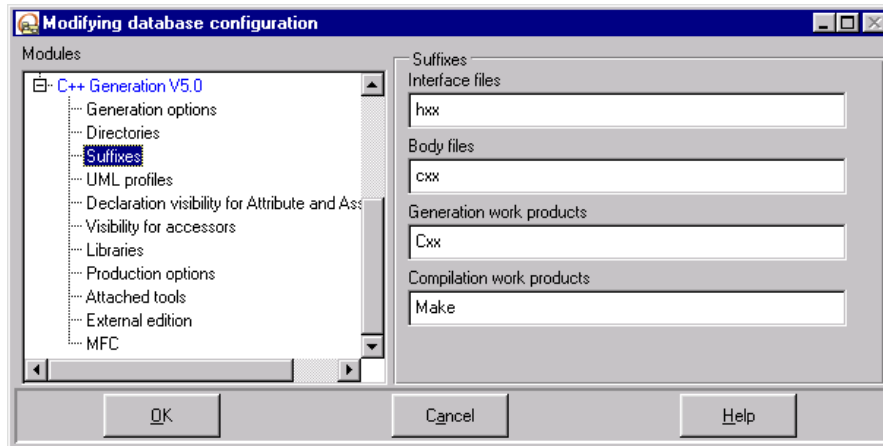 Modifying database configuration
Modules
C++ Generation V5.0
Generation options
Directories
Suffixes
UML profiles
Declaration visibility for Attribute and Ass
Visibility for accessors
Libraries
Production options
Attached tools
External edition
MFC
Suffixes
Interface files
hxx
Body files
cxx
Generation work products
Cxx
Compilation work products
Make
OK
Cancel
Help